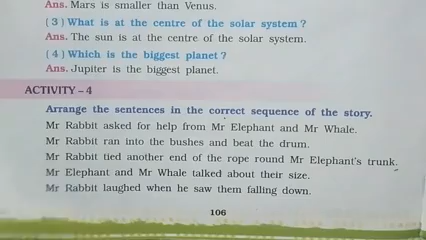 Ans. Mars is smaller than Venus.
(3) What is at the centre of the solar system?
Ans. The sun is at the centre of the solar system.
(4) Which is the biggest planet?
Ans. Jupiter is the biggest planet.
ACTIVITY – 4
Arrange the sentences in the correct sequence of the story.
Mr Rabbit asked for help from Mr Elephant and Mr Whale.
Mr Rabbit ran into the bushes and beat the drum.
Mr Rabbit tied another end of the rope round Mr Elephant's trunk.
Mr Elephant and Mr Whale talked about their size.
Mr Rabbit laughed when he saw them falling down.
106